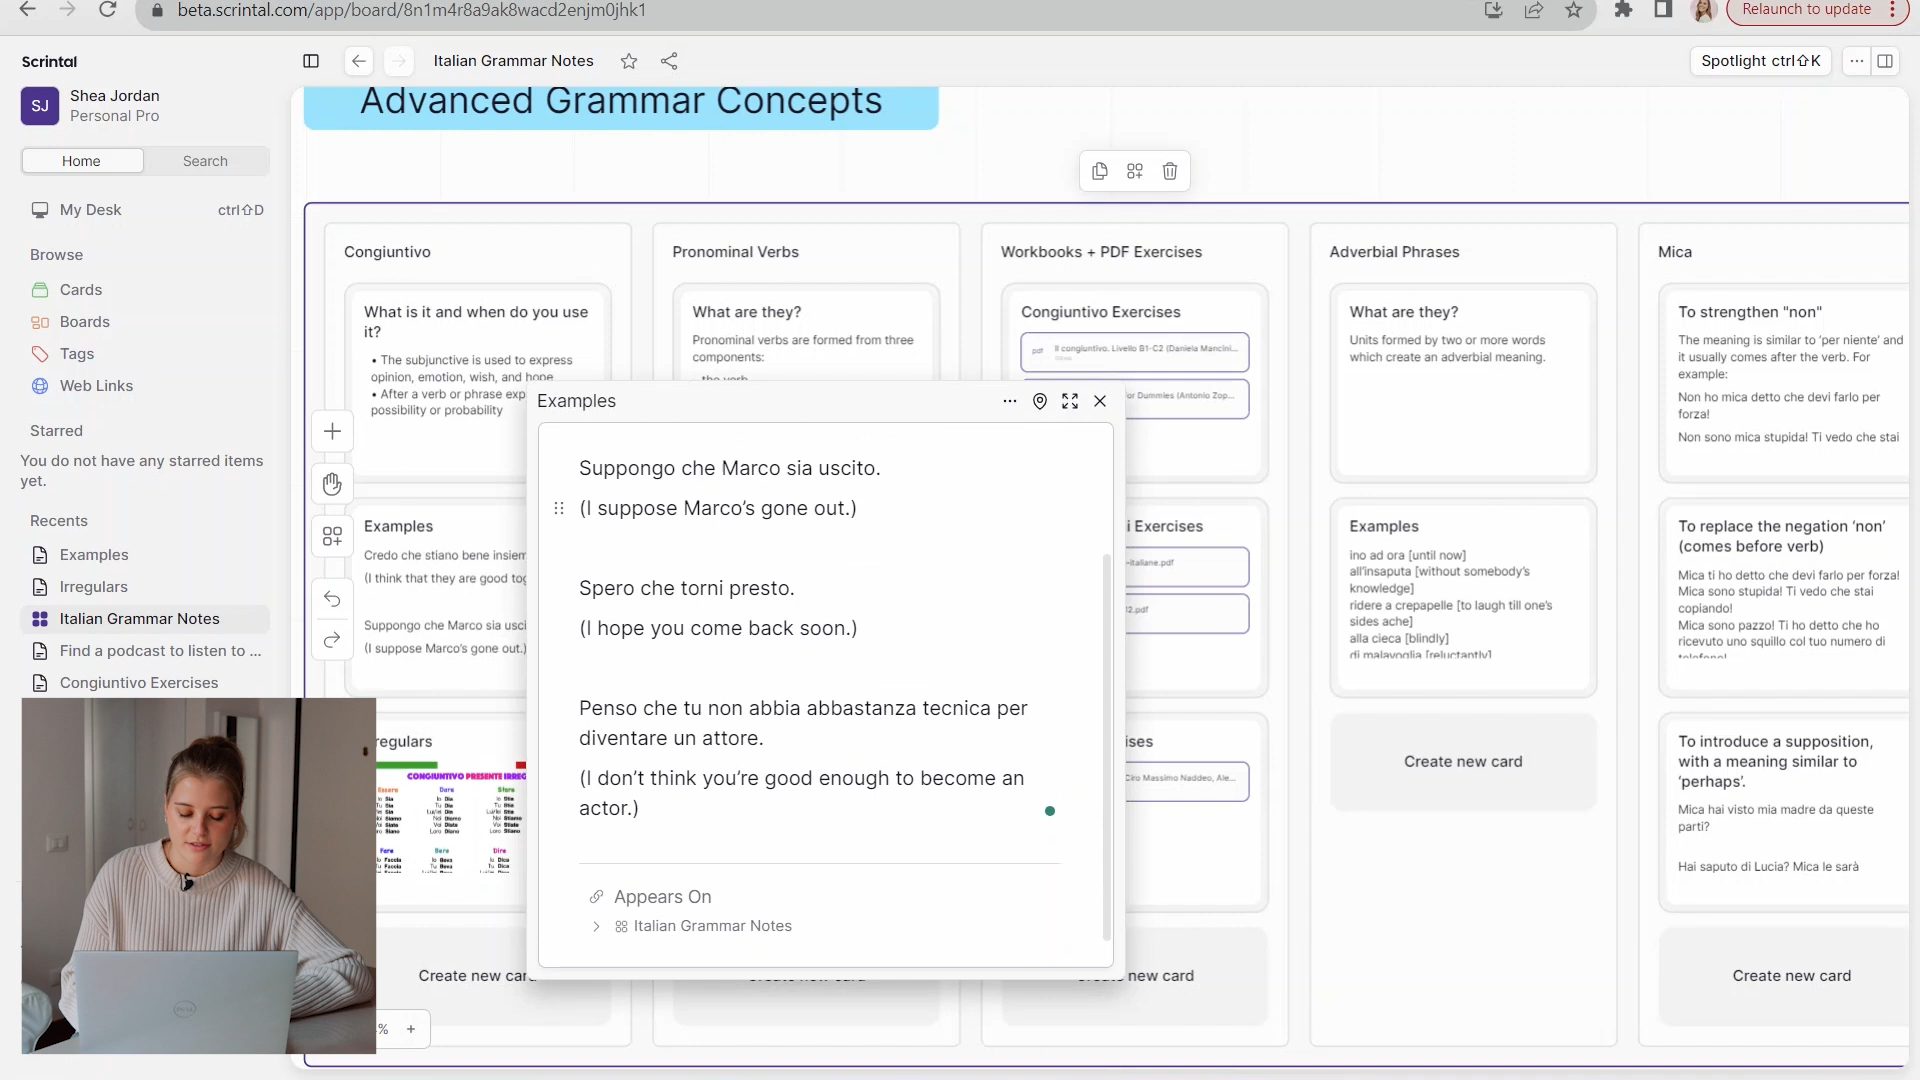 beta.scrintal.com/app/board/8n1m4r8a9ak8wacd2enjm0jhk1
Relaunch to update
Scrintal
Italian Grammar Notes
Spotlight ctrl⇧K
SJ
Shea Jordan
Personal Pro
Home
Search
My Desk
ctrl⇧D
Browse
Cards
Boards
Tags
Web Links
Starred
You do not have any starred items
yet.
Recents
Examples
Irregulars
Italian Grammar Notes
Find a podcast to listen to ...
Congiuntivo Exercises
Advanced Grammar Concepts
Congiuntivo
What is it and when do you use
it?
• The subjunctive is used to express
opinion, emotion, wish, and hope
• After a verb or phrase exp
possibility or probability
Examples
Credo che stiano bene insiem
(I think that they are good tog
Suppongo che Marco sia usci
(I suppose Marco's gone out.)
regulars
CONGIUNTIVO PRESENTE IRREG
Essere
Dare
Stare
Fare
Bere
Dire
Create new car
%
+
Pronominal Verbs
What are they?
Pronominal verbs are formed from three
components:
the verb
Workbooks + PDF Exercises
Congiuntivo Exercises
pdf
Il congiuntivo. Livello B1-C2 (Daniela Mancini...
or Dummies (Antonio Zop...
i Exercises
-italiane.pdf
2.pdf
ises
Ciro Massimo Naddeo, Ale...
new card
Adverbial Phrases
What are they?
Units formed by two or more words
which create an adverbial meaning.
Examples
ino ad ora [until now]
all'insaputa [without somebody's
knowledge]
ridere a crepapelle [to laugh till one's
sides ache]
alla cieca [blindly]
di malavoglia [reluctantly]
Create new card
Mica
To strengthen "non"
The meaning is similar to 'per niente' and
it usually comes after the verb. For
example:
Non ho mica detto che devi farlo per
forza!
Non sono mica stupida! Ti vedo che stai
To replace the negation 'non'
(comes before verb)
Mica ti ho detto che devi farlo per forza!
Mica sono stupida! Ti vedo che stai
copiando!
Mica sono pazzo! Ti ho detto che ho
ricevuto uno squillo col tuo numero di
telefono!
To introduce a supposition,
with a meaning similar to
'perhaps'.
Mica hai visto mia madre da queste
parti?
Hai saputo di Lucia? Mica le sarà
Create new card
Examples
Suppongo che Marco sia uscito.
(I suppose Marco's gone out.)
Spero che torni presto.
(I hope you come back soon.)
Penso che tu non abbia abbastanza tecnica per
diventare un attore.
(I don't think you're good enough to become an
actor.)
Appears On
Italian Grammar Notes